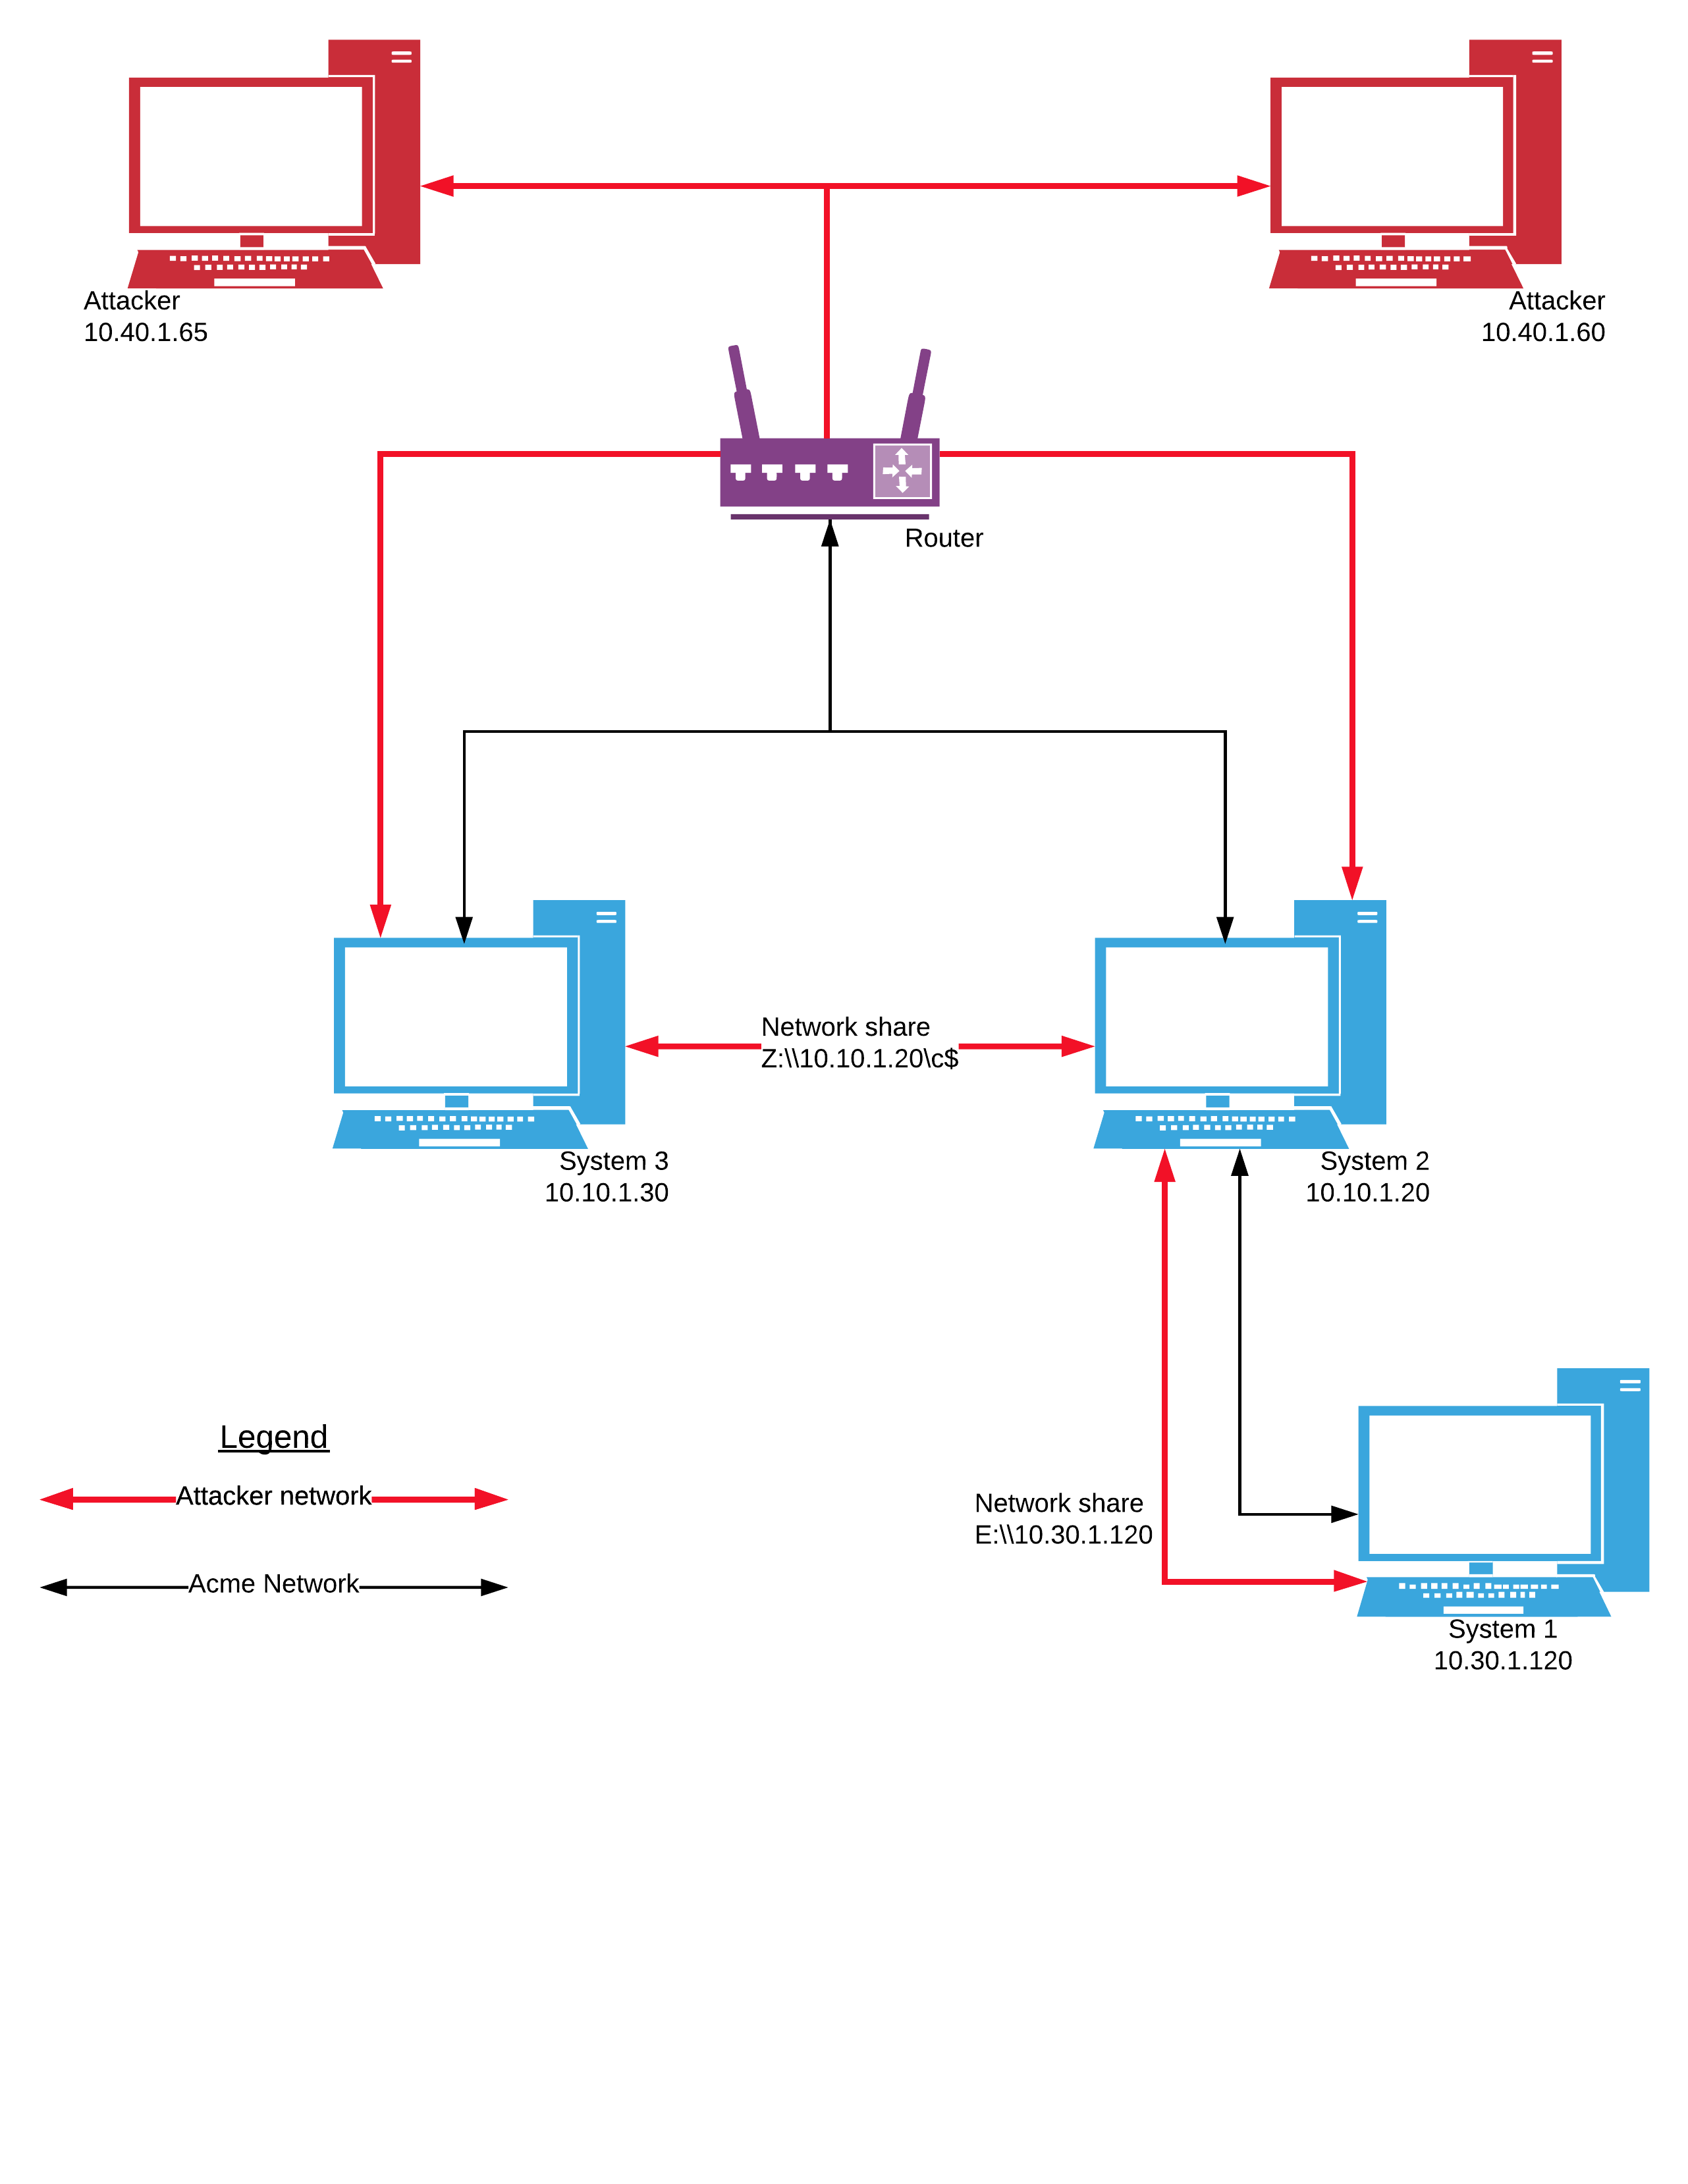 Attacker
10.40.1.65
Attacker
10.40.1.60
Router
Network share
Z:\\10.10.1.20\c$
System 3
10.10.1.30
System 2
10.10.1.20
Legend
Attacker network
Acme Network
Network share
E:\\10.30.1.120
System 1
10.30.1.120